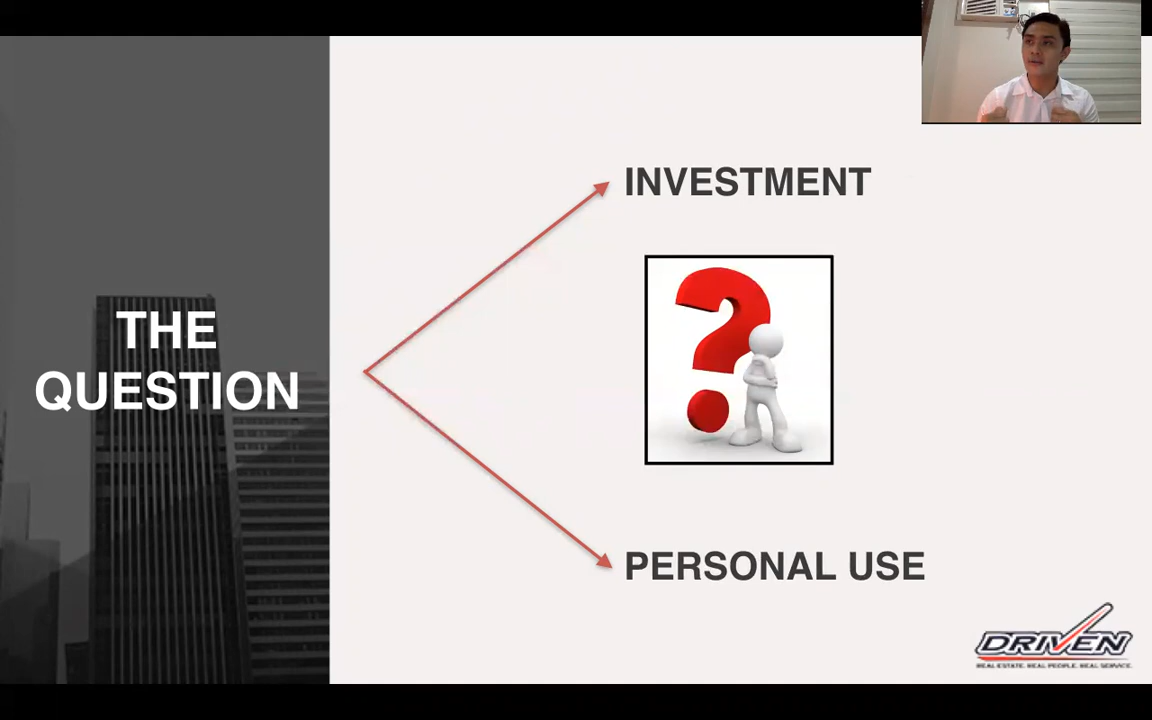 THE
QUESTION
INVESTMENT
PERSONAL USE
DRIVEN
REAL ESTATE. REAL PEOPLE. REAL SERVICE.